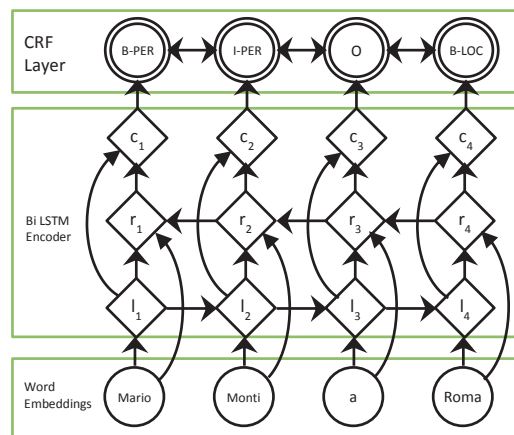 CRF
Layer
B-PER I-PER O B-LOC
c1 c2 c3 c4
Bi LSTM
Encoder
r1 r2 r3 r4
l1 l2 l3 l4
Word
Embeddings
Mario Monti a Roma